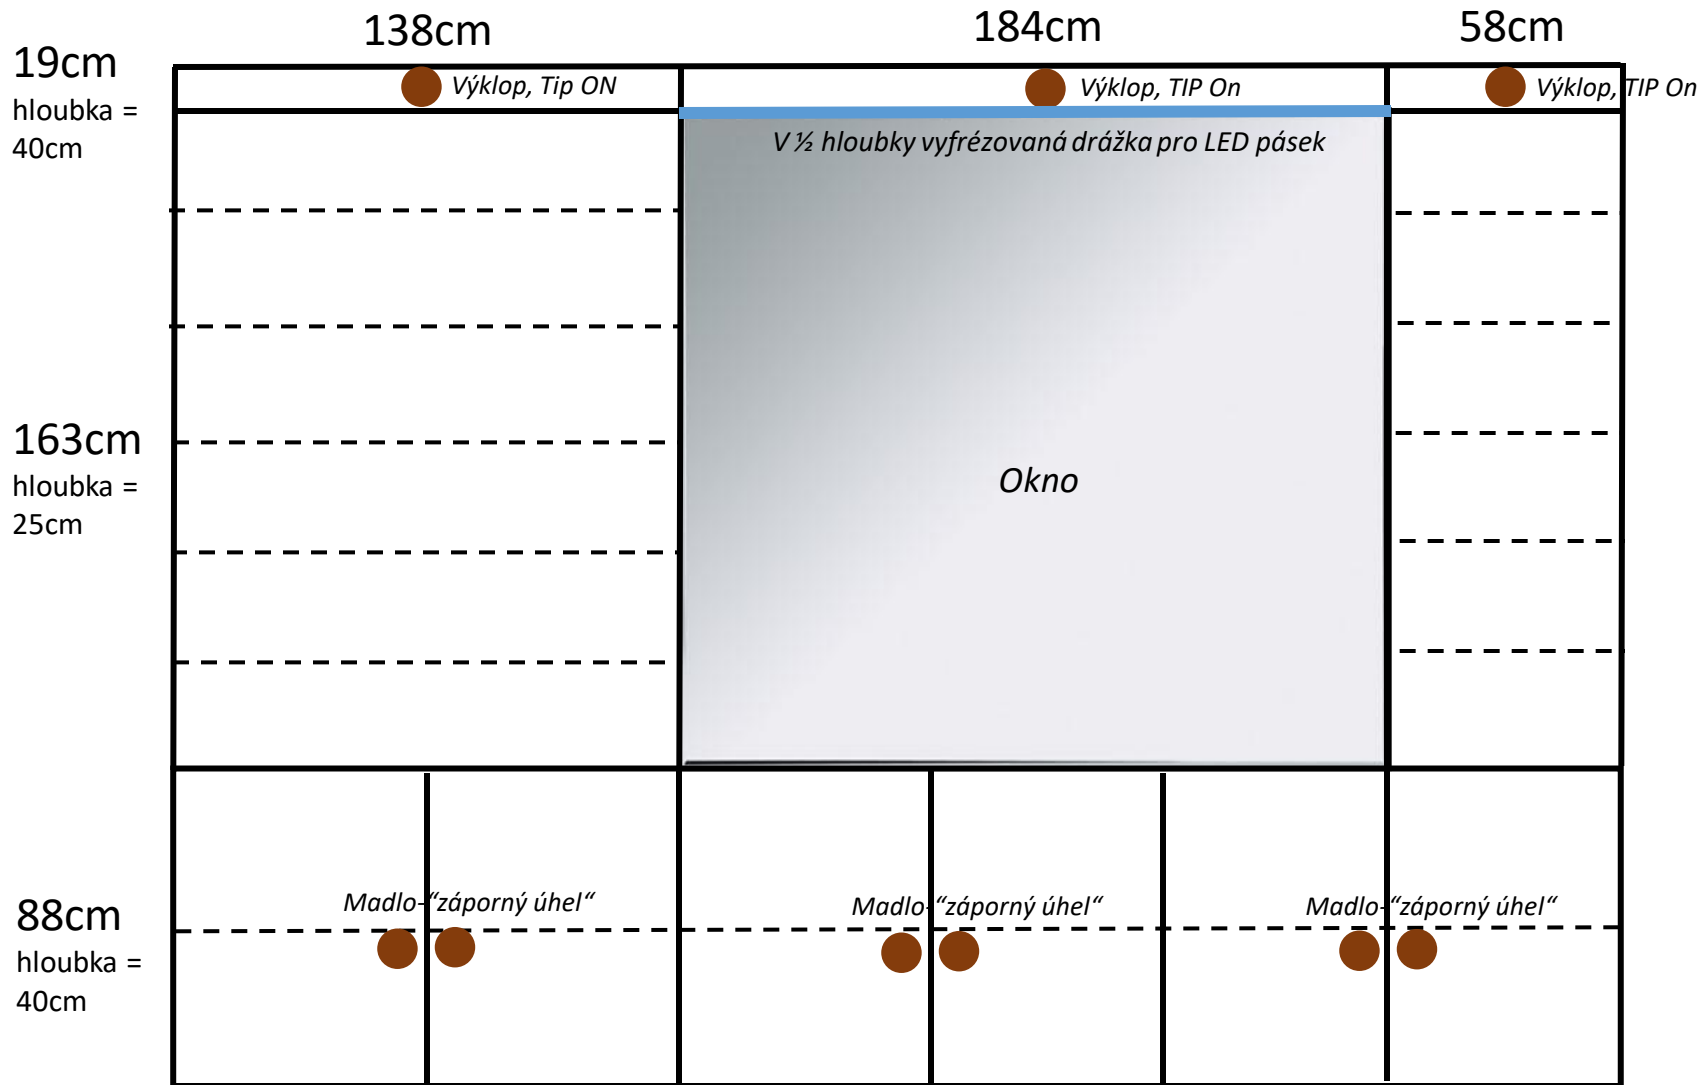 138cm
184cm
58cm
19cm
hloubka =
40cm
Výklop, Tip ON
Výklop, TIP On
Výklop, TIP On
V ½ hloubky vyfrézovaná drážka pro LED pásek
163cm
hloubka =
25cm
Okno
88cm
hloubka =
40cm
Madlo-“záporný úhel“
Madlo-“záporný úhel“
Madlo-“záporný úhel“